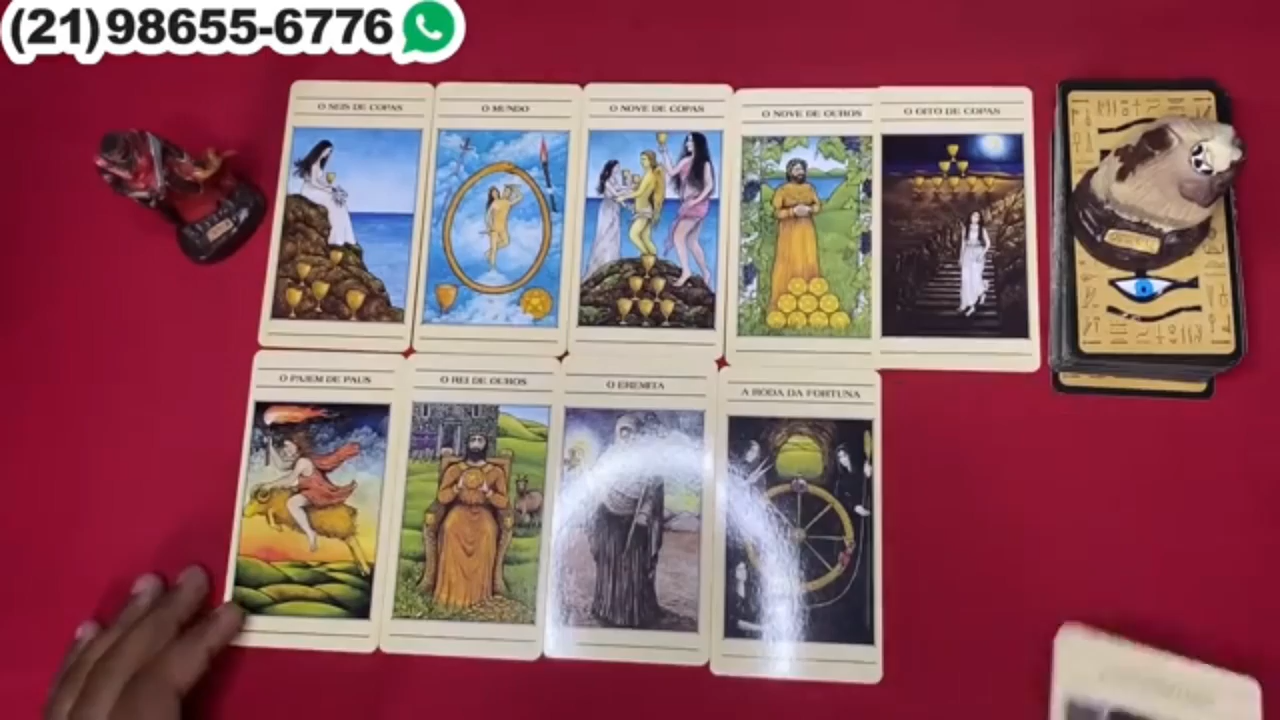 (21)98655-6776
O SEIS DE COPAS
O MUNDO
O NOVE DE COPAS
O NOVE DE OUROS
O OITO DE COPAS
O PAJEM DE PAUS
O REI DE OUROS
O EREMITA
A RODA DA FORTUNA